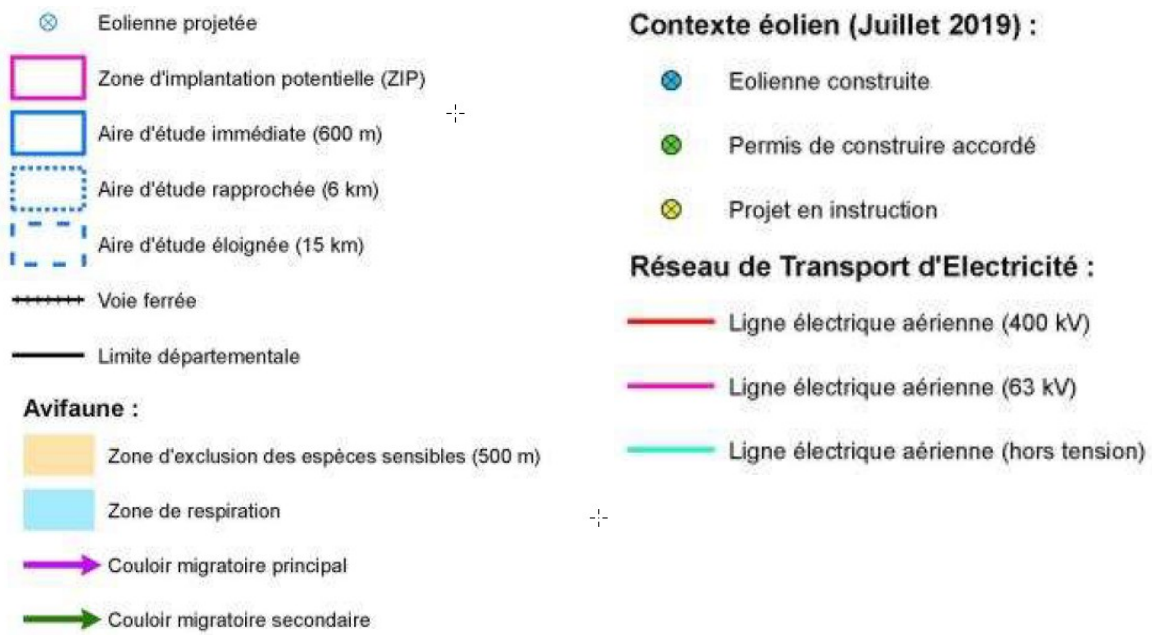 Eolienne projetée
Zone d'implantation potentielle (ZIP)
Aire d'étude immédiate (600 m)
Aire d'étude rapprochée (6 km)
Aire d'étude éloignée (15 km)
Voie ferrée
Limite départementale
Avifaune :
Zone d'exclusion des espèces sensibles (500 m)
Zone de respiration
Couloir migratoire principal
Couloir migratoire secondaire
Contexte éolien (Juillet 2019) :
Eolienne construite
Permis de construire accordé
Projet en instruction
Réseau de Transport d'Electricité :
Ligne électrique aérienne (400 kV)
Ligne électrique aérienne (63 kV)
Ligne électrique aérienne (hors tension)